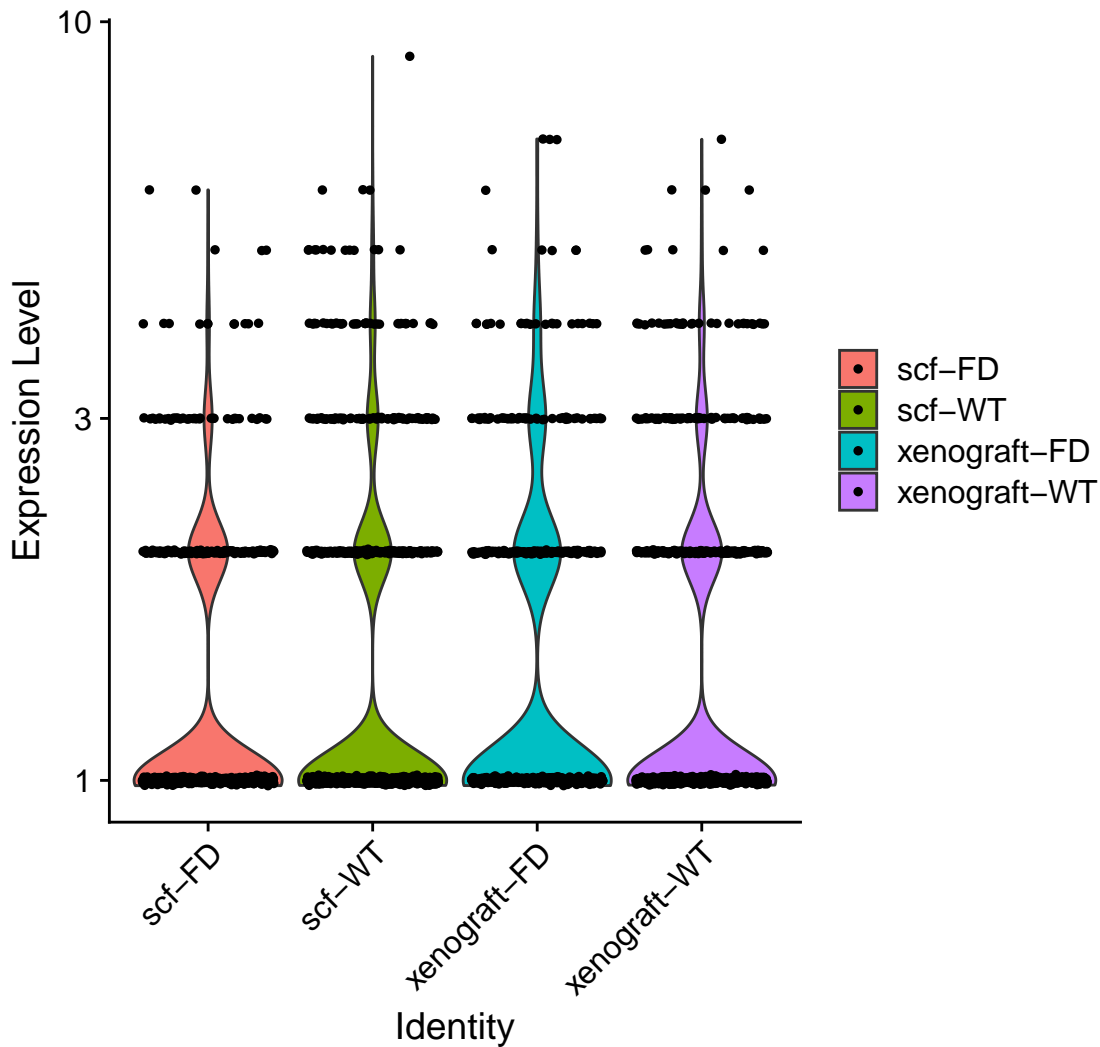 10
3
1
Expression Level
scf−FD
scf−WT
xenograft−FD
xenograft−WT
Identity
scf−FD
scf−WT
xenograft−FD
xenograft−WT